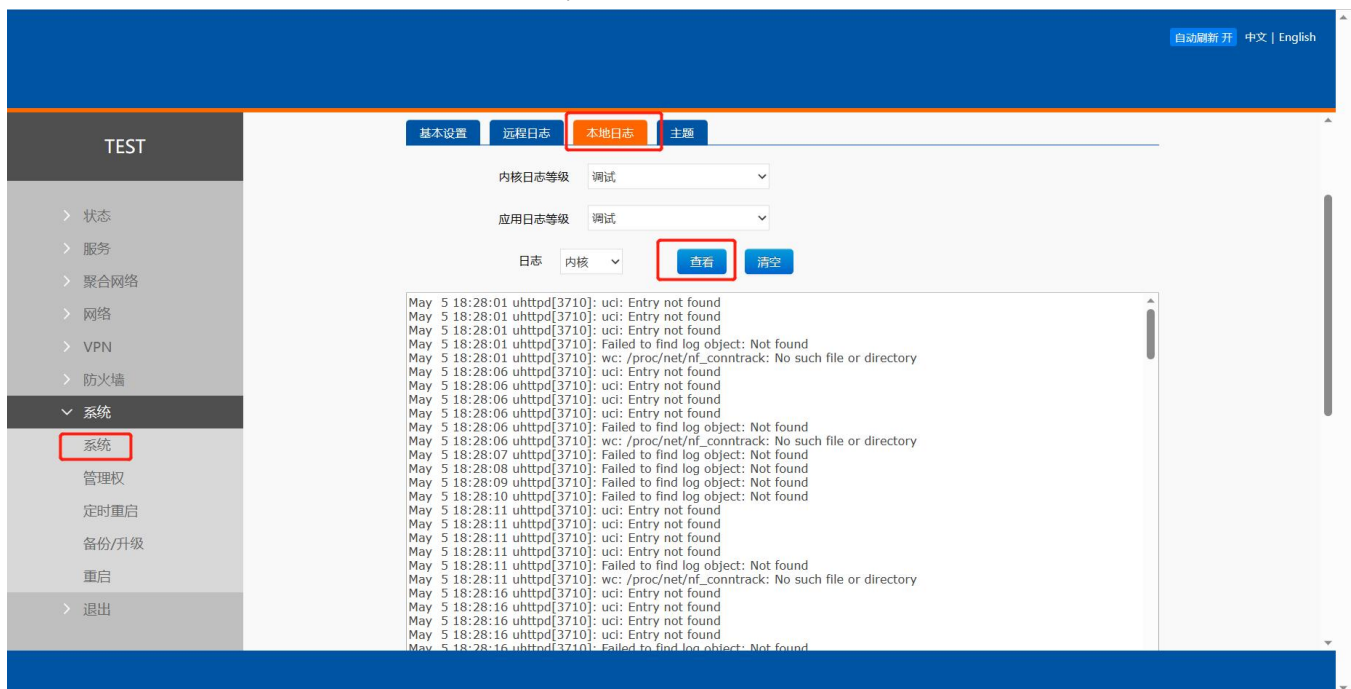 自动刷新 开 中文 | English
TEST
状态
服务
聚合网络
网络
VPN
防火墙
系统
系统
管理权
定时重启
备份/升级
重启
退出
基本设置 远程日志 本地日志 主题
内核日志等级 调试
应用日志等级 调试
日志 内核 查看 清空
May 5 18:28:01 uhttpd[3710]: uci: Entry not found
May 5 18:28:01 uhttpd[3710]: uci: Entry not found
May 5 18:28:01 uhttpd[3710]: uci: Entry not found
May 5 18:28:01 uhttpd[3710]: Failed to find log object: Not found
May 5 18:28:01 uhttpd[3710]: wc: /proc/net/nf_conntrack: No such file or directory
May 5 18:28:06 uhttpd[3710]: uci: Entry not found
May 5 18:28:06 uhttpd[3710]: uci: Entry not found
May 5 18:28:06 uhttpd[3710]: uci: Entry not found
May 5 18:28:06 uhttpd[3710]: uci: Entry not found
May 5 18:28:06 uhttpd[3710]: Failed to find log object: Not found
May 5 18:28:06 uhttpd[3710]: wc: /proc/net/nf_conntrack: No such file or directory
May 5 18:28:07 uhttpd[3710]: Failed to find log object: Not found
May 5 18:28:08 uhttpd[3710]: Failed to find log object: Not found
May 5 18:28:09 uhttpd[3710]: Failed to find log object: Not found
May 5 18:28:10 uhttpd[3710]: Failed to find log object: Not found
May 5 18:28:11 uhttpd[3710]: uci: Entry not found
May 5 18:28:11 uhttpd[3710]: uci: Entry not found
May 5 18:28:11 uhttpd[3710]: uci: Entry not found
May 5 18:28:11 uhttpd[3710]: uci: Entry not found
May 5 18:28:11 uhttpd[3710]: Failed to find log object: Not found
May 5 18:28:11 uhttpd[3710]: wc: /proc/net/nf_conntrack: No such file or directory
May 5 18:28:16 uhttpd[3710]: uci: Entry not found
May 5 18:28:16 uhttpd[3710]: uci: Entry not found
May 5 18:28:16 uhttpd[3710]: uci: Entry not found
May 5 18:28:16 uhttpd[3710]: uci: Entry not found
May 5 18:28:16 uhttpd[3710]: Failed to find log object: Not found